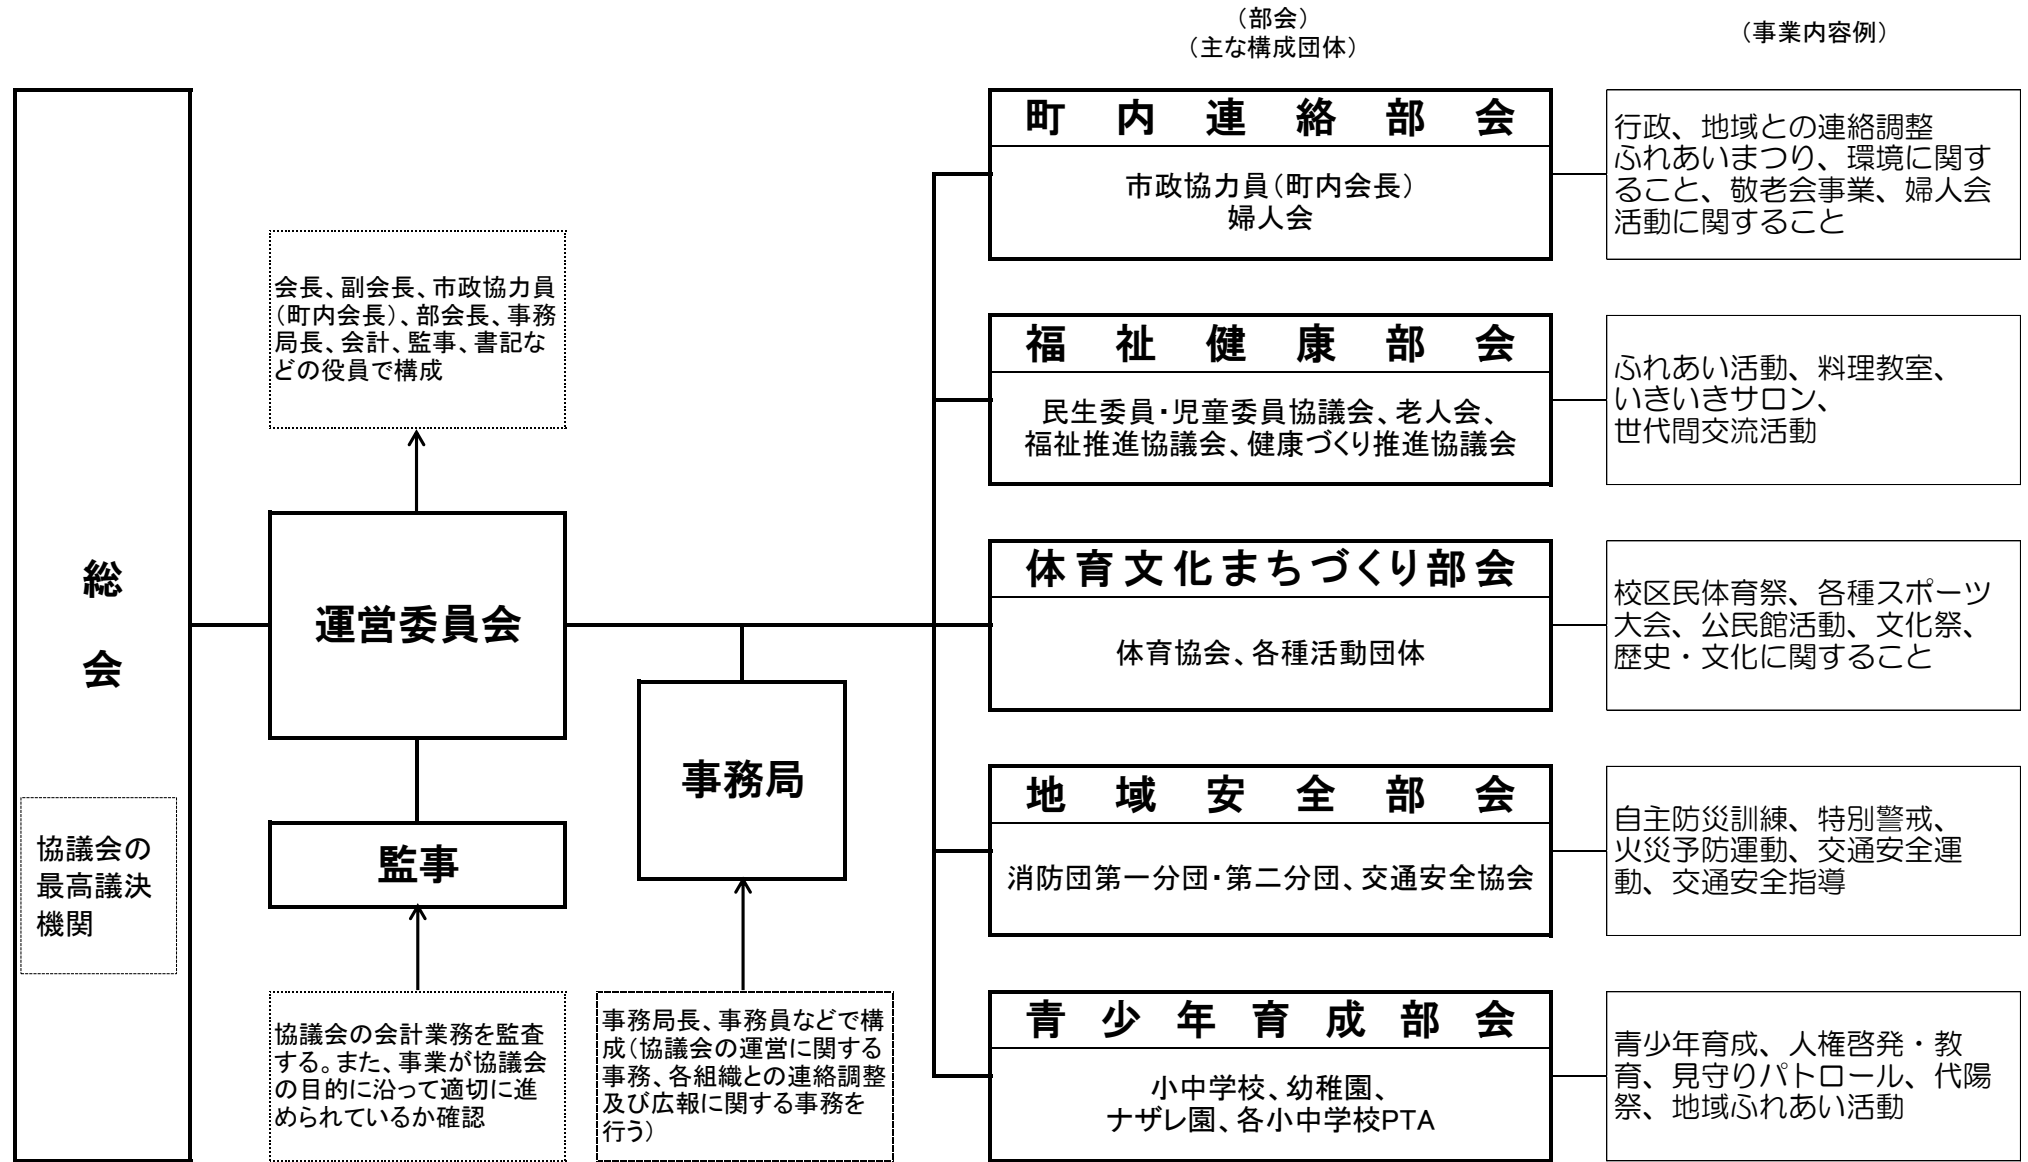 （部会）
（主な構成団体）
（事業内容例）
総
会
協議会の
最高議決
機関
会長、副会長、市政協力員
（町内会長）、部会長、事務
局長、会計、監事、書記な
どの役員で構成
運営委員会
監事
協議会の会計業務を監査
する。また、事業が協議会
の目的に沿って適切に進
められているか確認
事務局
事務局長、事務員などで構
成（協議会の運営に関する
事務、各組織との連絡調整
及び広報に関する事務を
行う）
町内連絡部会
市政協力員（町内会長）
婦人会
行政、地域との連絡調整
ふれあいまつり、環境に関す
ること、敬老会事業、婦人会
活動に関すること
福祉健康部会
民生委員・児童委員協議会、老人会、
福祉推進協議会、健康づくり推進協議会
ふれあい活動、料理教室、
いきいきサロン、
世代間交流活動
体育文化まちづくり部会
体育協会、各種活動団体
校区民体育祭、各種スポーツ
大会、公民館活動、文化祭、
歴史・文化に関すること
地域安全部会
消防団第一分団・第二分団、交通安全協会
自主防災訓練、特別警戒、
火災予防運動、交通安全運
動、交通安全指導
青少年育成部会
小中学校、幼稚園、
ナザレ園、各小中学校PTA
青少年育成、人権啓発・教
育、見守りパトロール、代陽
祭、地域ふれあい活動